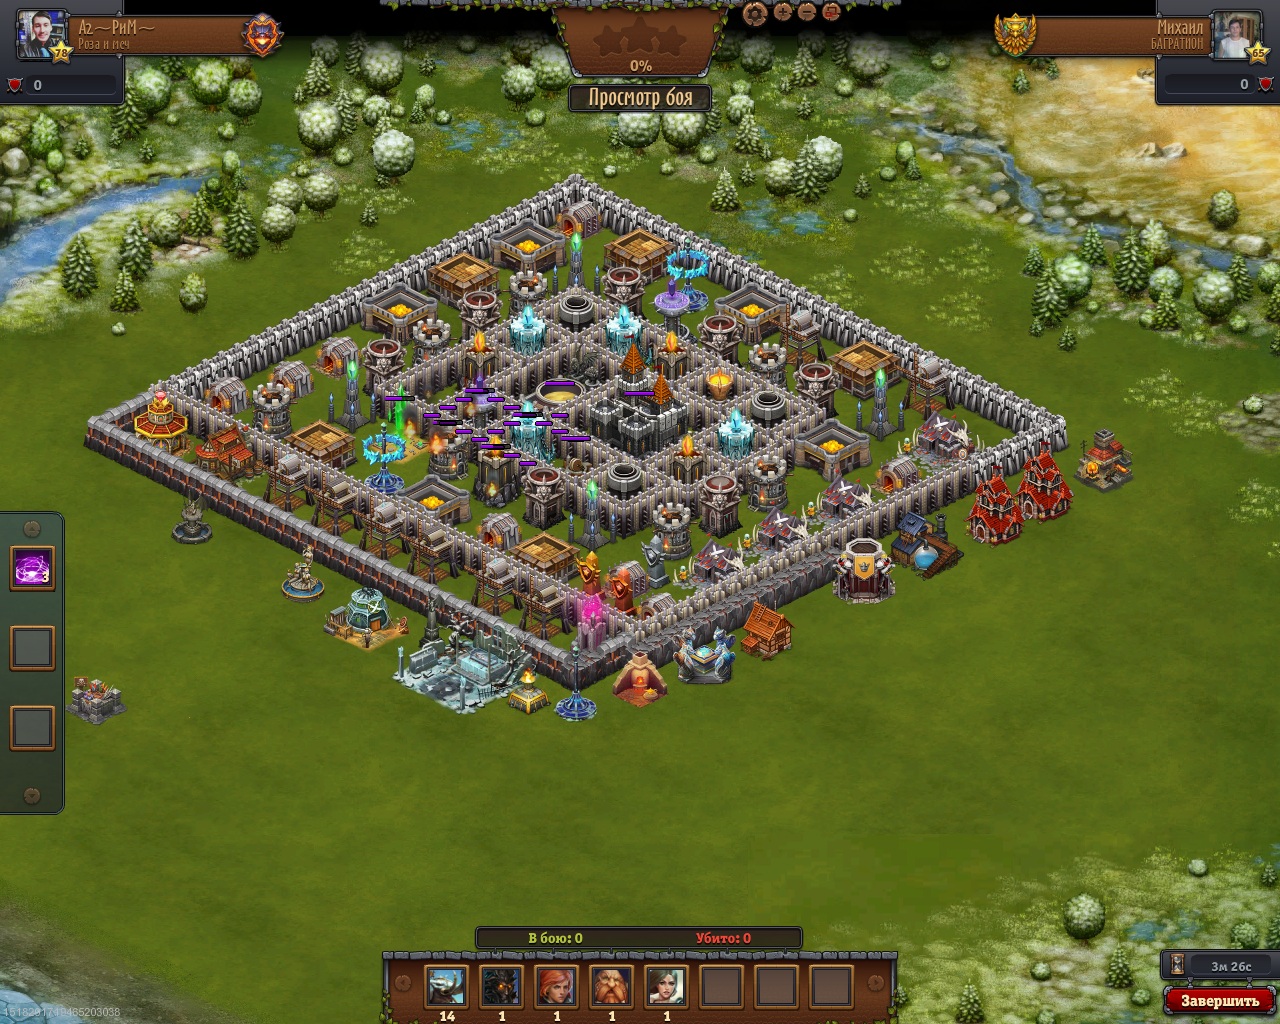 А2～РиМ～
Роза и меч
78
0
0%
Просмотр боя
Михаил
БАГРАТИОН
65
0
3
В бою: 0
Убито: 0
14
1
1
1
1
3м 26с
Завершить